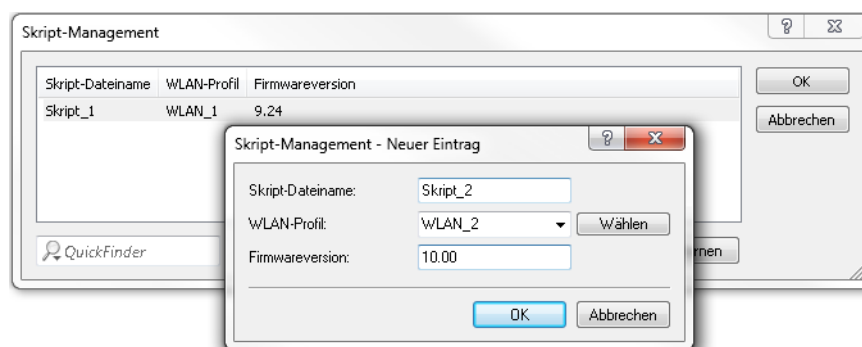 Skript-Management
Skript-Dateiname WLAN-Profil Firmwareversion
Skript_1 WLAN_1 9.24
OK
Abbrechen
QuickFinder
Skript-Management - Neuer Eintrag
Skript-Dateiname: Skript_2
WLAN-Profil: WLAN_2 Wählen
Firmwareversion: 10.00
OK Abbrechen